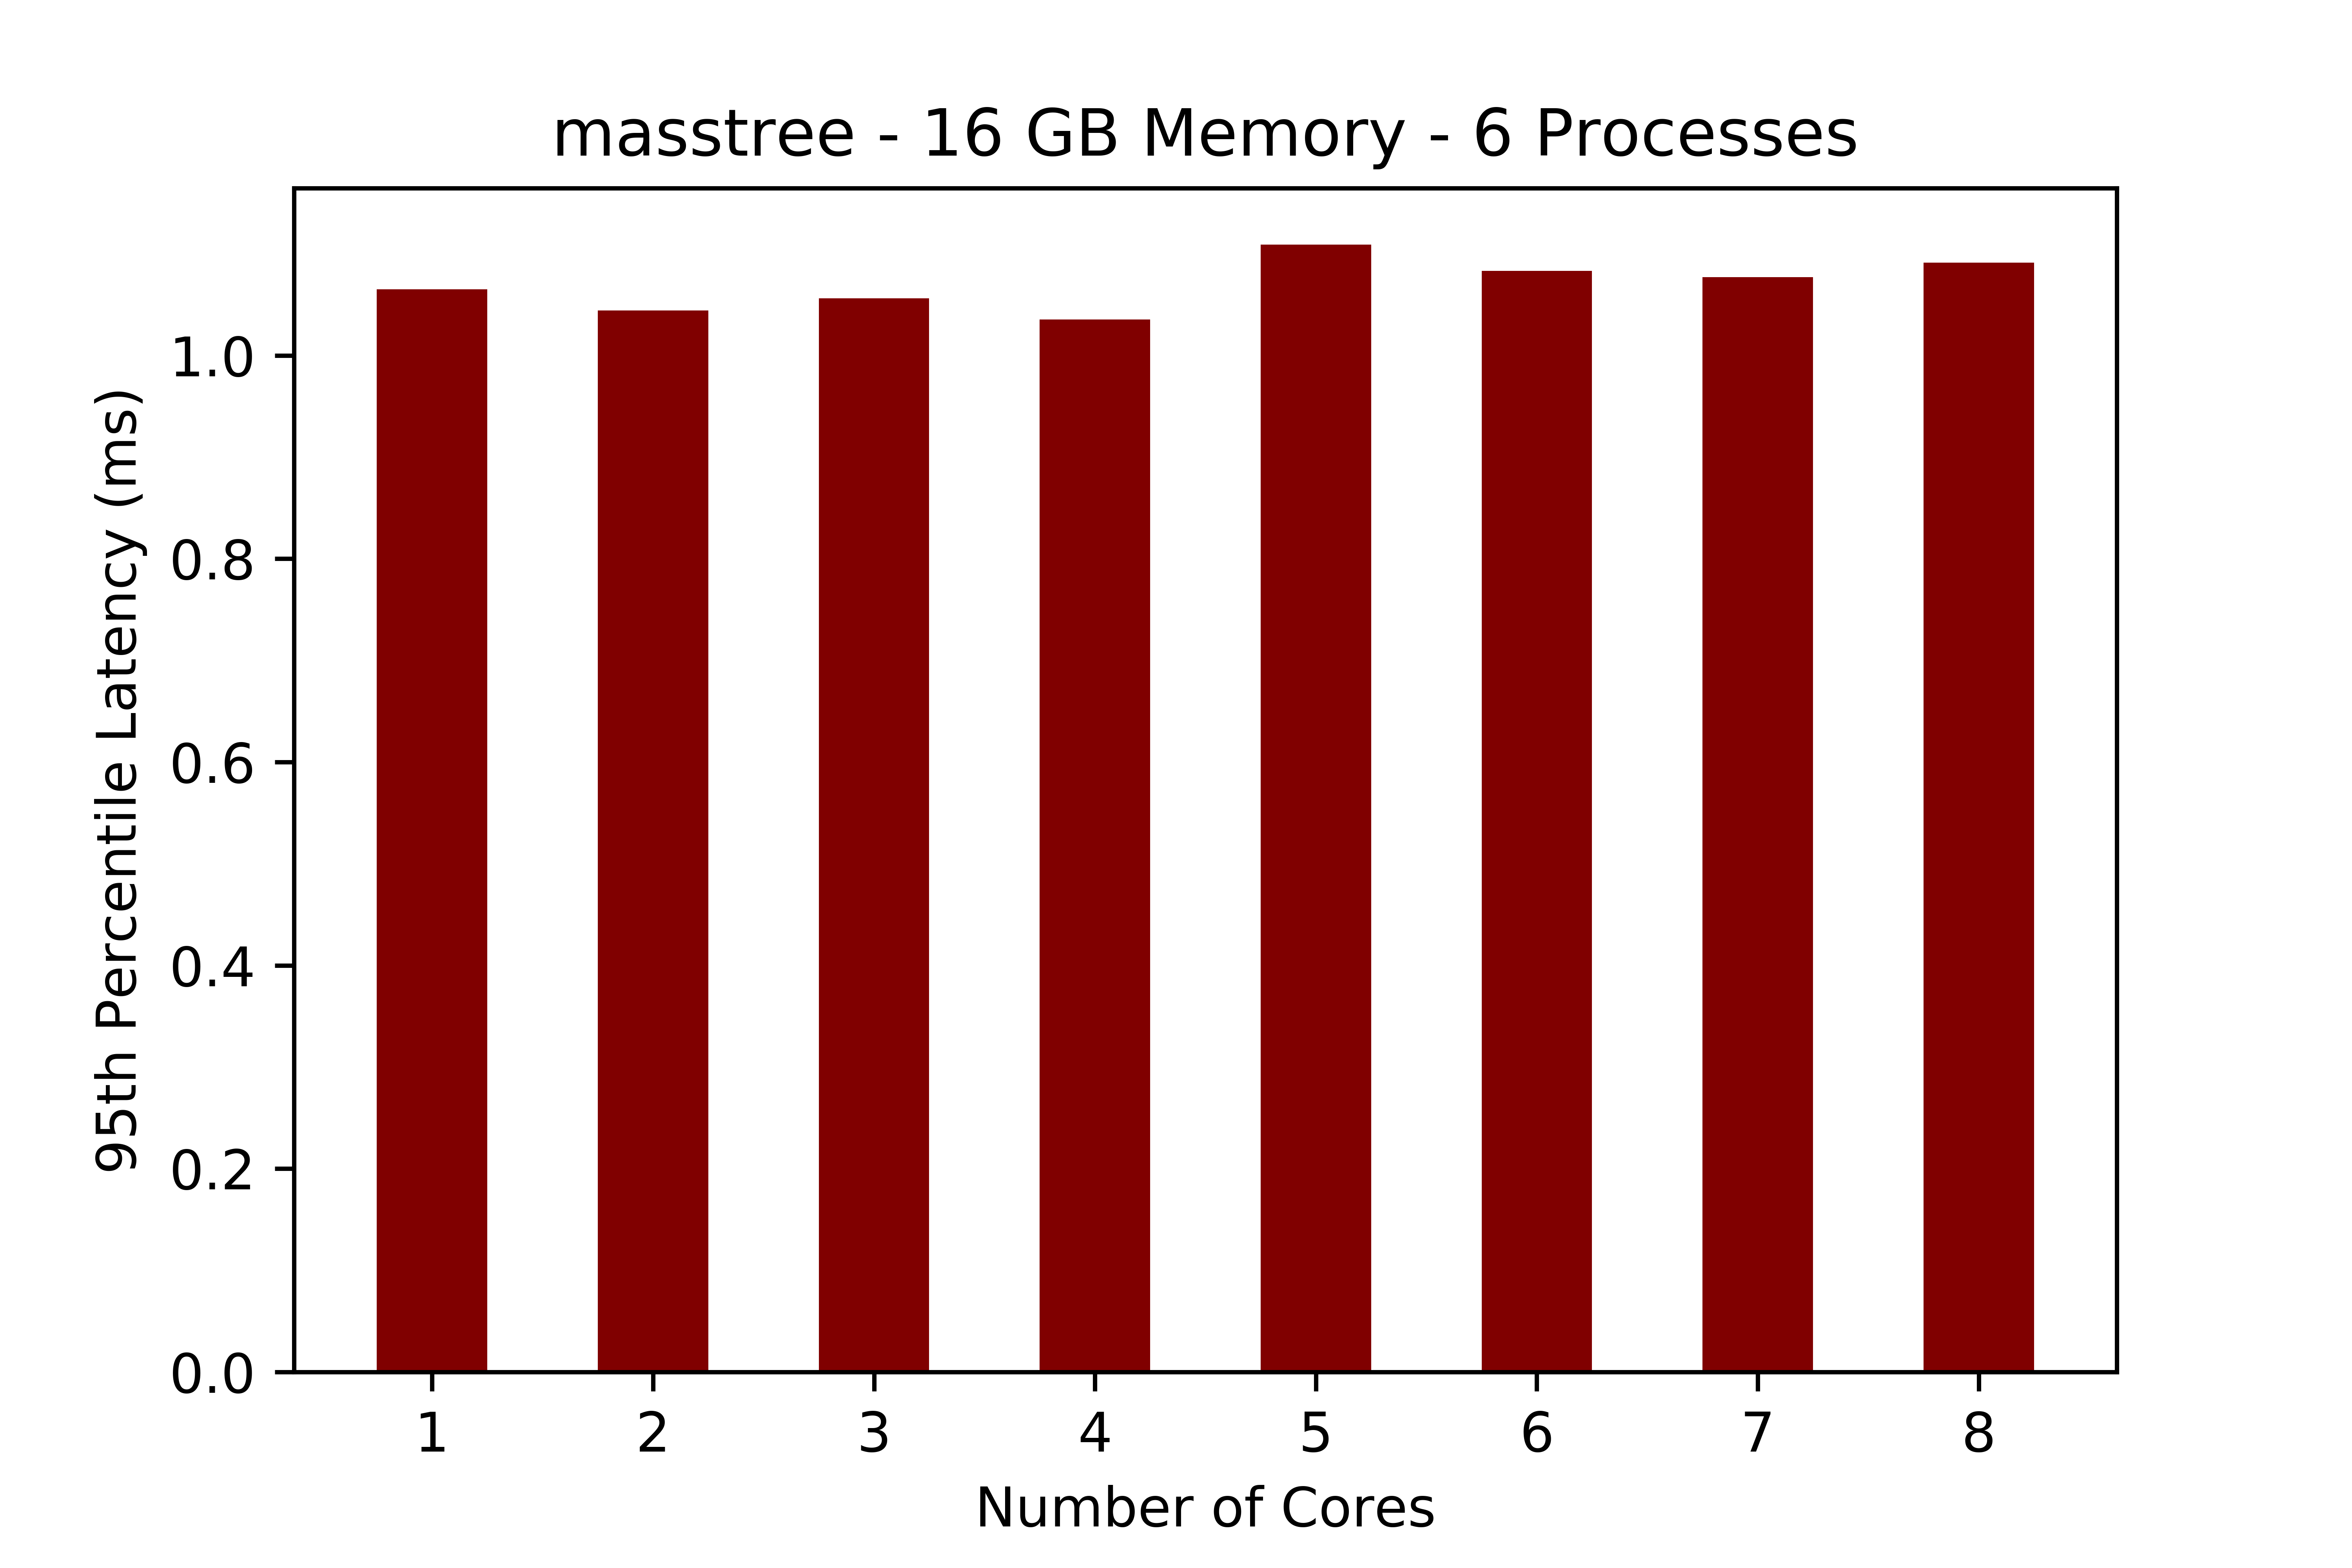 masstree - 16 GB Memory - 6 Processes
95th Percentile Latency (ms)
1.0
0.8
0.6
0.4
0.2
0.0
1 2 3 4 5 6 7 8
Number of Cores